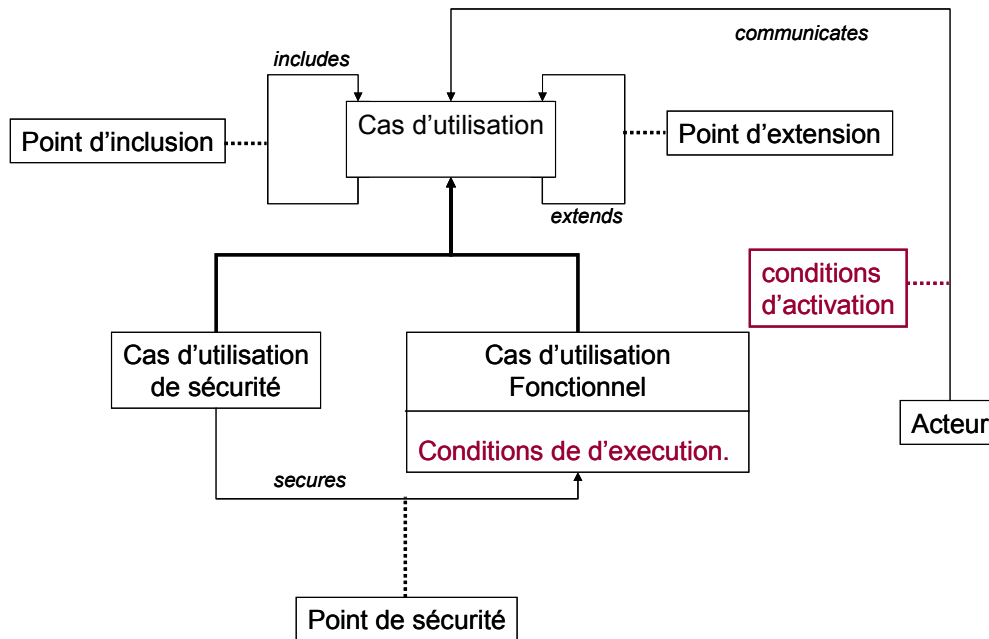 communicates
includes
Cas d’utilisation
Point d’inclusion
Point d’extension
extends
conditions
d’activation
Cas d’utilisation
de sécurité
Cas d’utilisation
Fonctionnel
Acteur
Conditions de d’execution.
secures
Point de sécurité